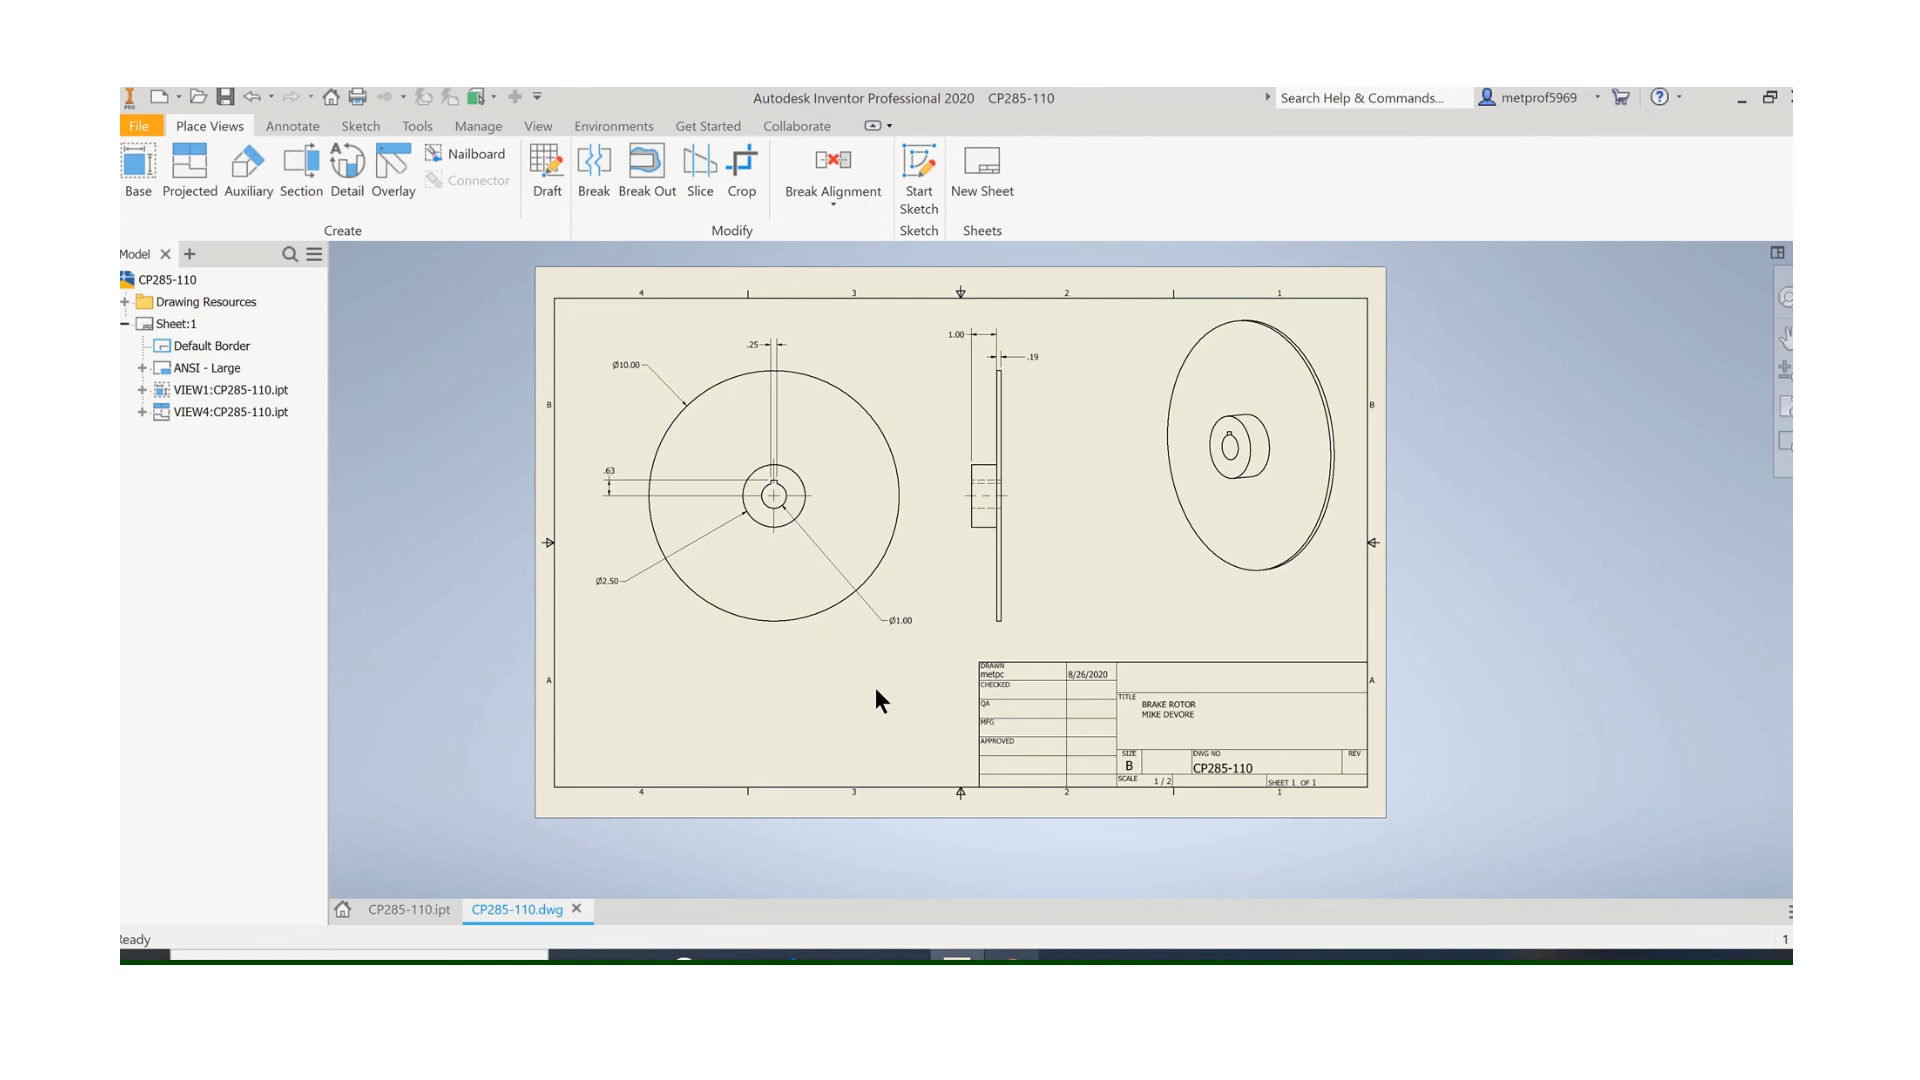 Autodesk Inventor Professional 2020 CP285-110
Search Help & Commands...
metprof5969
PRO
File Place Views Annotate Sketch Tools Manage View Environments Get Started Collaborate
Base Projected Auxiliary Section Detail Overlay
Nailboard
Connector
Draft Break Break Out Slice Crop
Break Alignment
Start
Sketch
New Sheet
Create Modify Sketch Sheets
Model
CP285-110
Drawing Resources
Sheet:1
Default Border
ANSI - Large
VIEW1:CP285-110.ipt
VIEW4:CP285-110.ipt
4 3 2 1
1.00
.25
.19
Ø10.00
B B
.63
Ø2.50
Ø1.00
A A
DRAWN
metpc 8/26/2020
CHECKED
QA
MFG
APPROVED
TITLE
BRAKE ROTOR
MIKE DEVORE
SIZE
B
DWG NO
CP285-110
REV
SCALE
1 / 2
SHEET 1 OF 1
4 3 2 1
CP285-110.ipt CP285-110.dwg
Ready
1